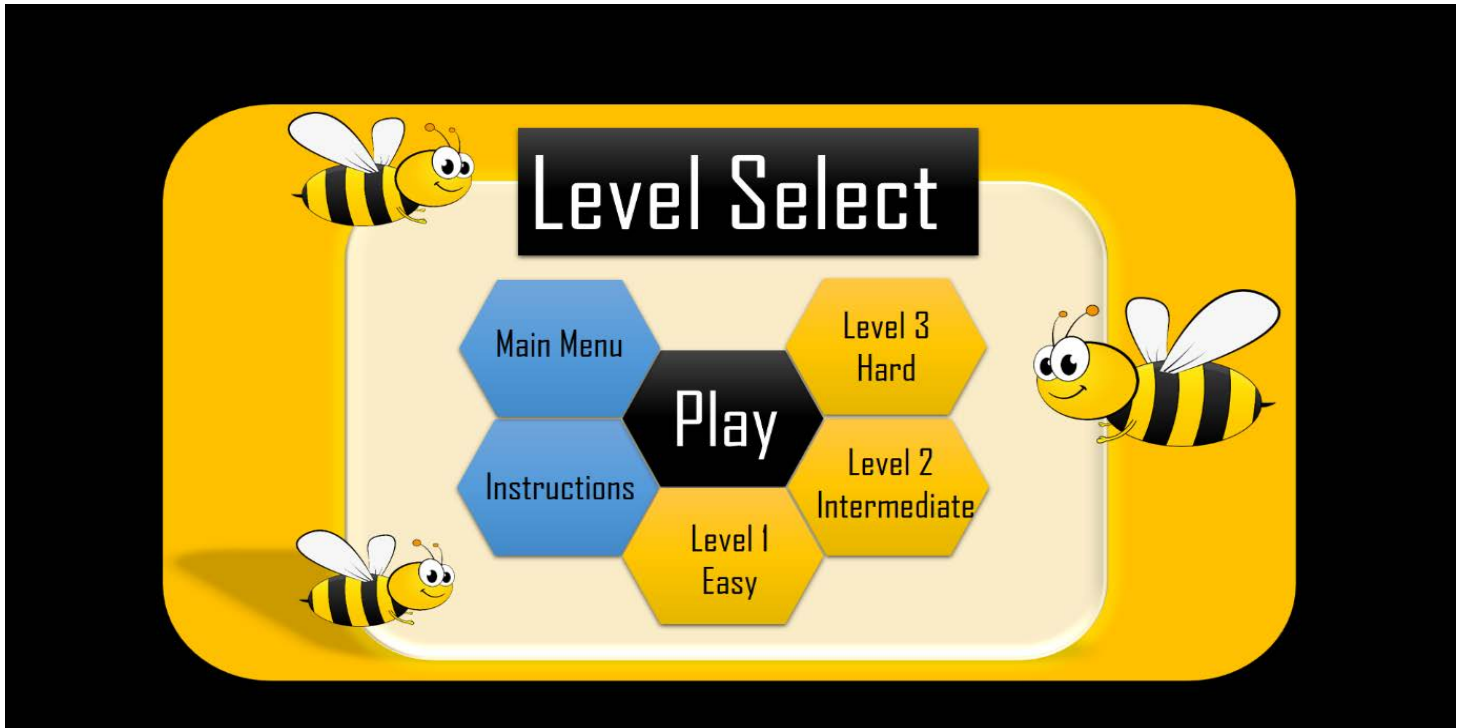 Level Select
Main Menu
Level 3
Hard
Play
Instructions
Level 2
Intermediate
Level 1
Easy